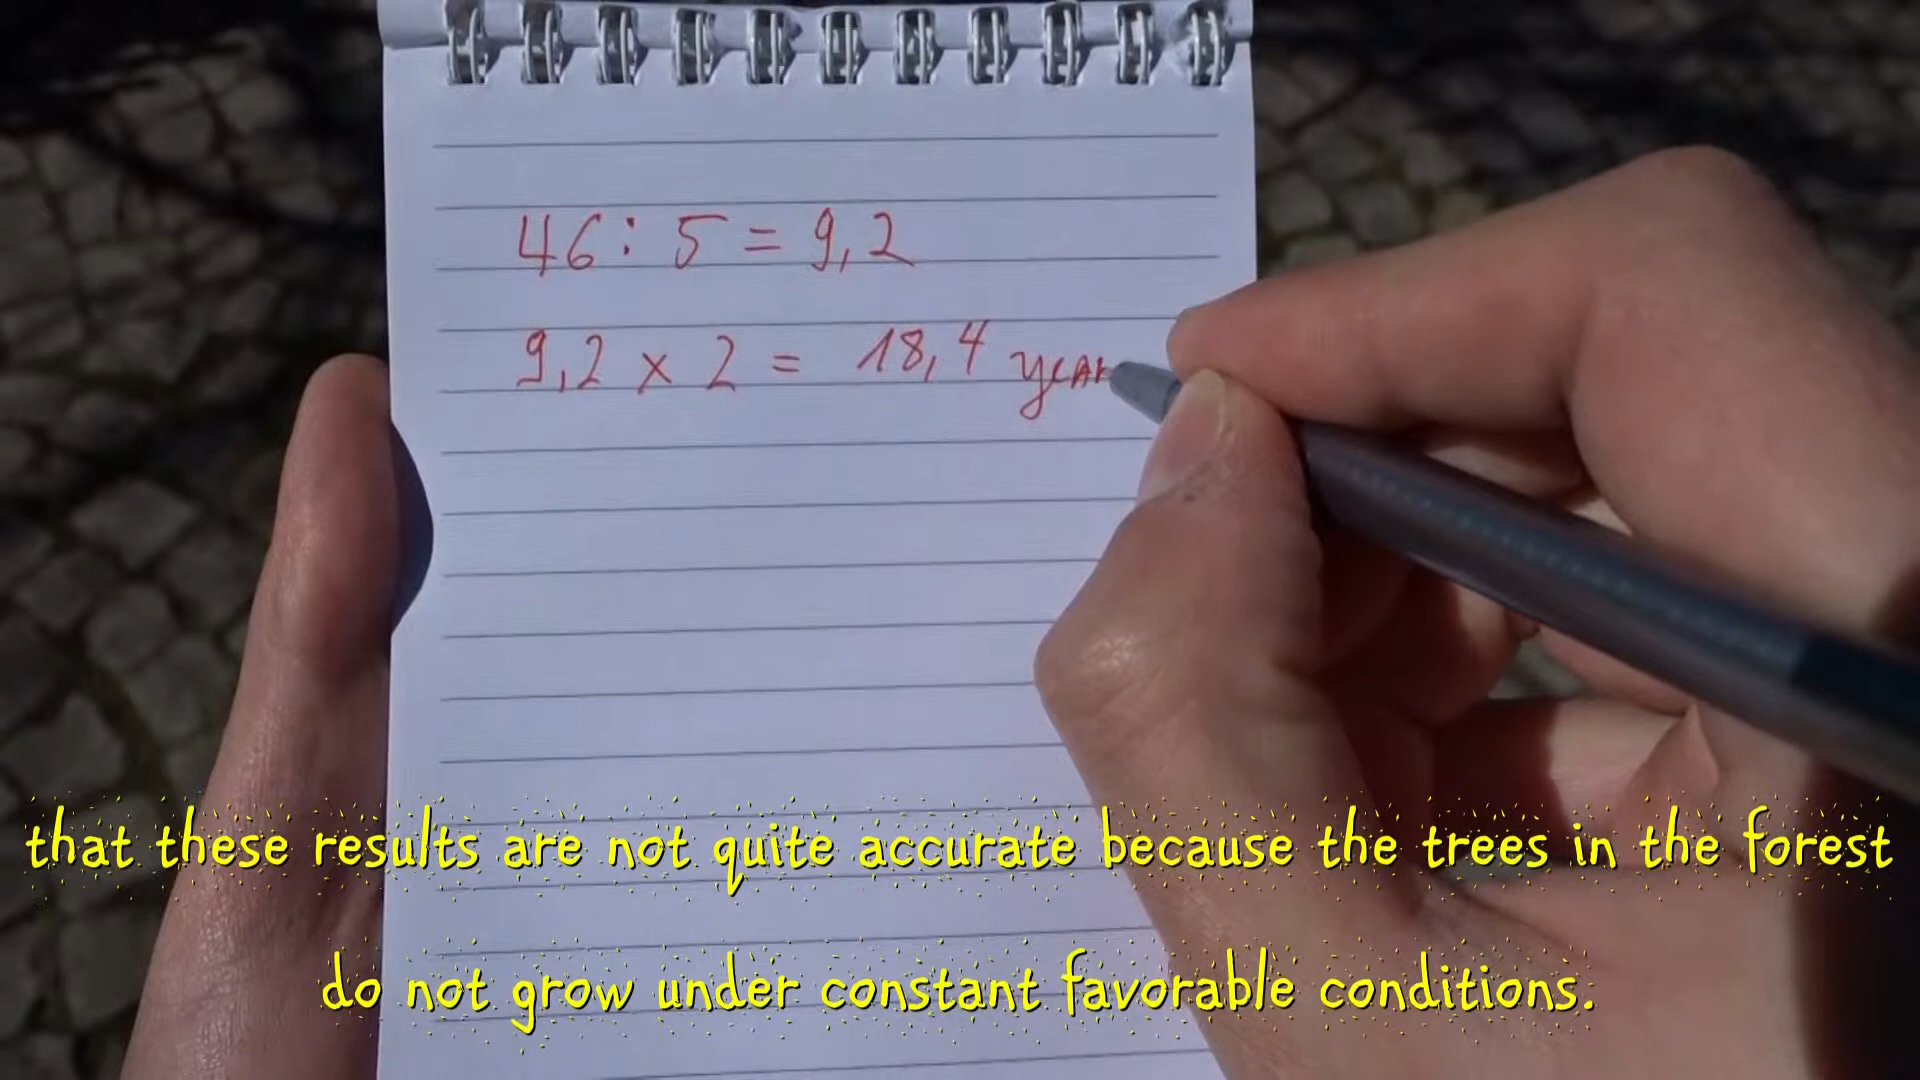 46 : 5 = 9,2
9,2 x 2 = 18,4 year
that these results are not quite accurate because the trees in the forest
do not grow under constant favorable conditions.